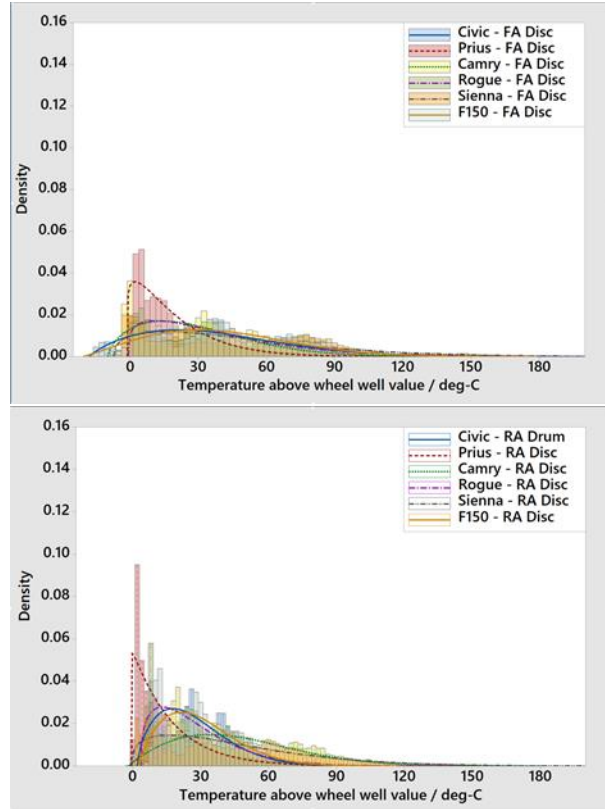 0.16
0.14
0.12
0.10
0.08
0.06
0.04
0.02
0.00
Density
Civic - FA Disc
Prius - FA Disc
Camry - FA Disc
Rogue - FA Disc
Sienna - FA Disc
F150 - FA Disc
0 30 60 90 120 150 180
Temperature above wheel well value / deg-C
0.16
0.14
0.12
0.10
0.08
0.06
0.04
0.02
0.00
Density
Civic - RA Drum
Prius - RA Disc
Camry - RA Disc
Rogue - RA Disc
Sienna - RA Disc
F150 - RA Disc
0 30 60 90 120 150 180
Temperature above wheel well value / deg-C